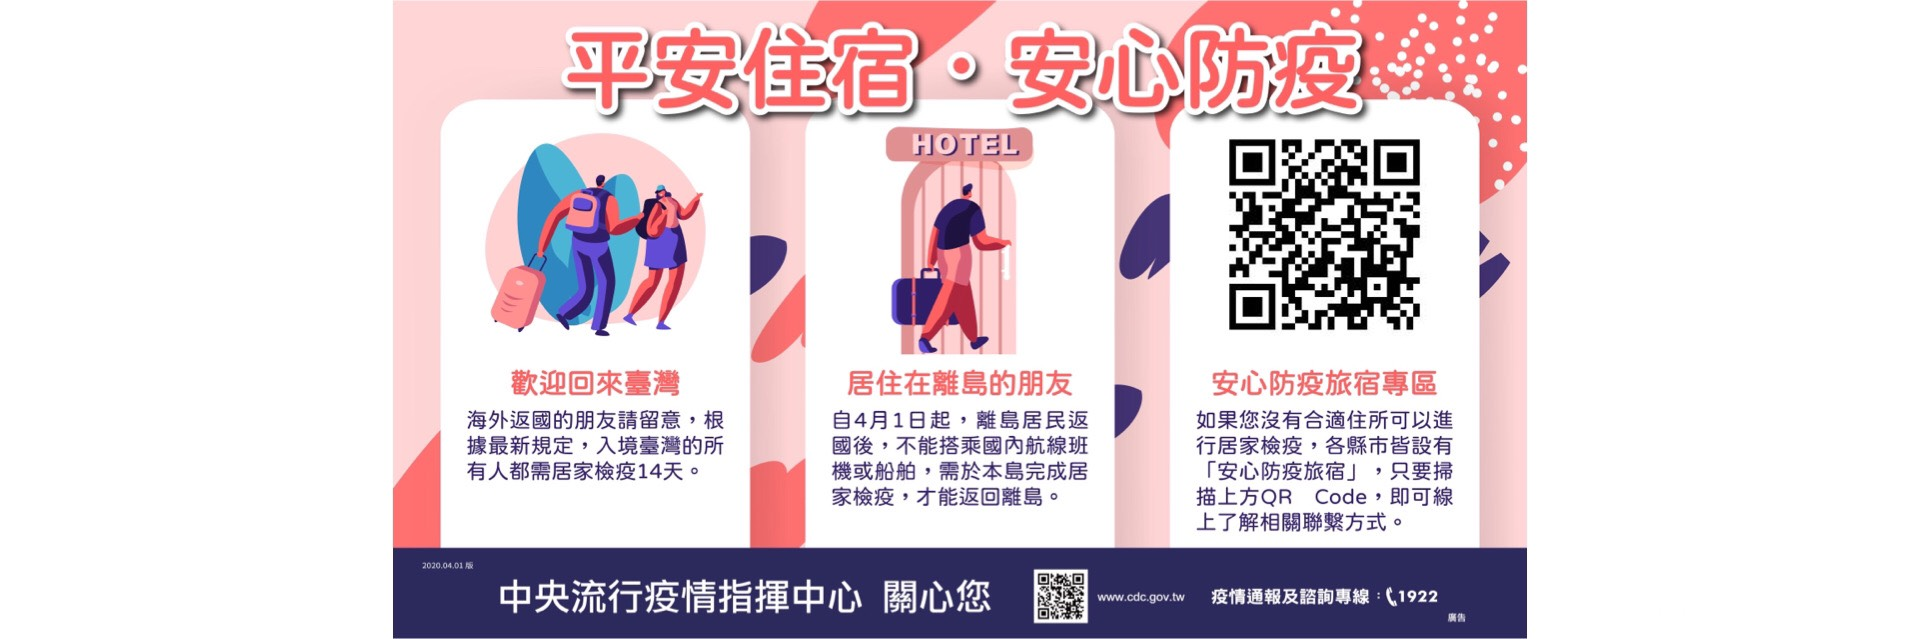 平安住宿・安心防疫
HOTEL
歡迎回來臺灣
海外返國的朋友請留意，根
據最新規定，入境臺灣的所
有人都需居家檢疫14天。
居住在離島的朋友
自4月1日起，離島居民返
國後，不能搭乘國內航線班
機或船舶，需於本島完成居
家檢疫，才能返回離島。
安心防疫旅宿專區
如果您沒有合適住所可以進
行居家檢疫，各縣市皆設有
「安心防疫旅宿」，只要掃
描上方QR Code，即可線
上了解相關聯繫方式。
2020.04.01 版
中央流行疫情指揮中心 關心您
www.cdc.gov.tw
疫情通報及諮詢專線：1922
廣告